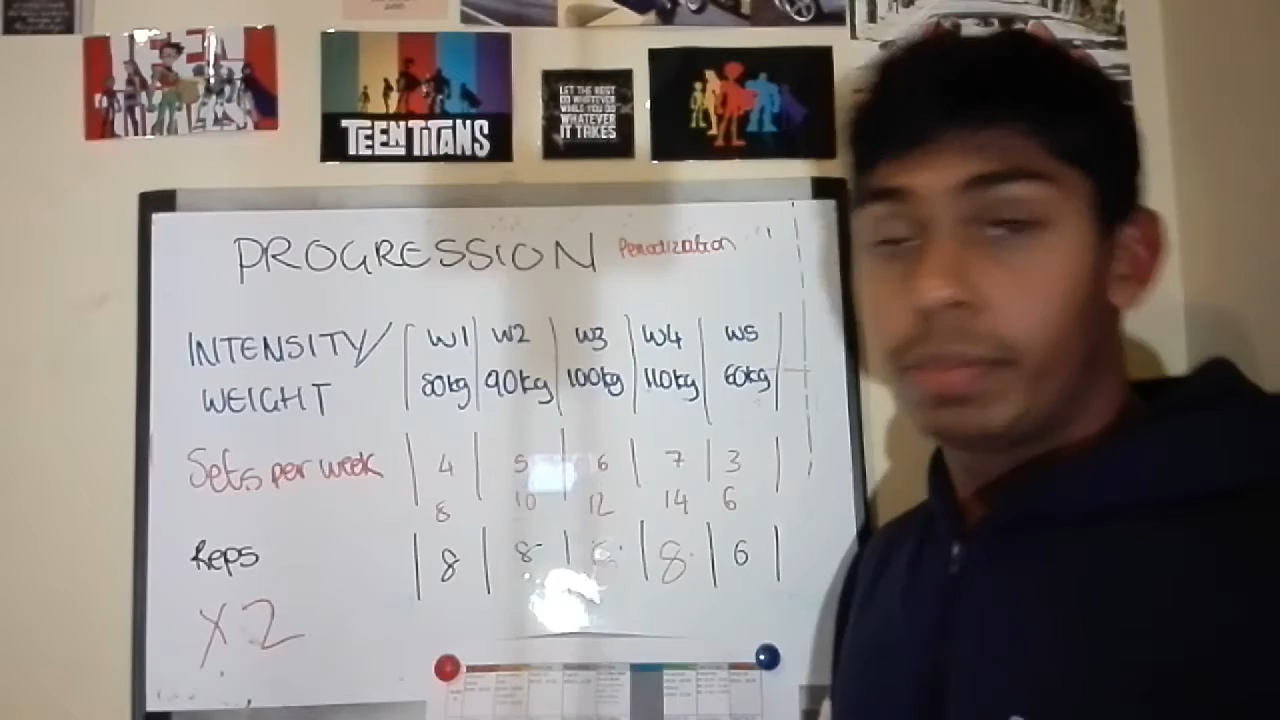 TEEN TITANS
LET THE REST
DO WHATEVER
WHILE YOU DO
WHATEVER
IT TAKES
PROGRESSION Periodization
INTENSITY/ W1 W2 W3 W4 W5
WEIGHT 80kg 90kg 100kg 110kg 60kg
Sets per week 4 5 6 7 3
8 10 12 14 6
Reps 8 8 8 6
X2